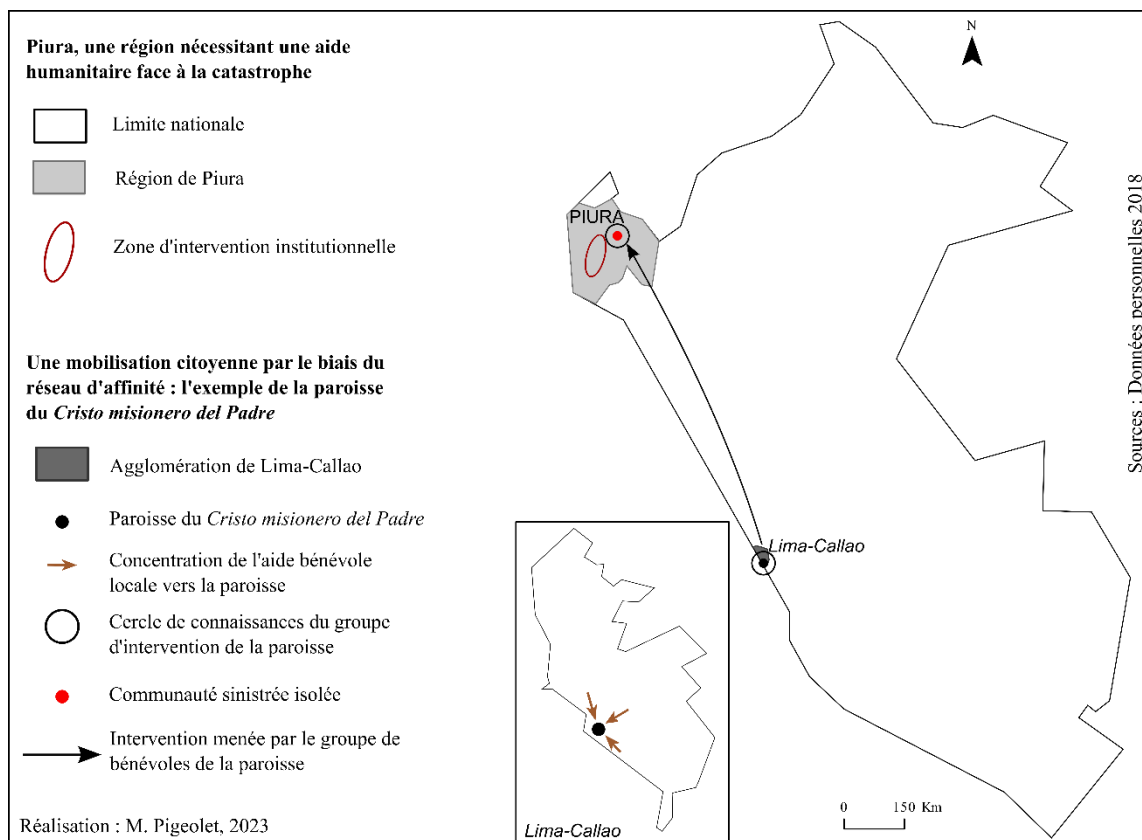 Piura, une région nécessitant une aide
humanitaire face à la catastrophe
Limite nationale
Région de Piura
Zone d'intervention institutionnelle
Une mobilisation citoyenne par le biais du
réseau d'affinité : l'exemple de la paroisse
du Cristo misionero del Padre
Agglomération de Lima-Callao
Paroisse du Cristo misionero del Padre
Concentration de l'aide bénévole
locale vers la paroisse
Cercle de connaissances du groupe
d'intervention de la paroisse
Communauté sinistrée isolée
Intervention menée par le groupe de
bénévoles de la paroisse
Réalisation : M. Pigeolet, 2023
N
PIURA
Lima-Callao
Lima-Callao
0 150 Km
Sources : Données personnelles 2018